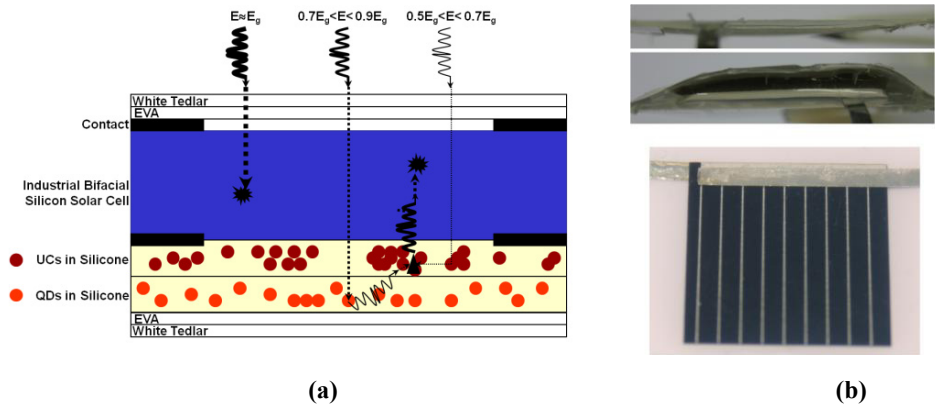 E≈Eg
0.7Eg<E<0.9Eg
0.5Eg<E<0.7Eg
White Tedlar
EVA
Contact
Industrial Bifacial
Silicon Solar Cell
UCs in Silicone
QDs in Silicone
EVA
White Tedlar
(a)
(b)